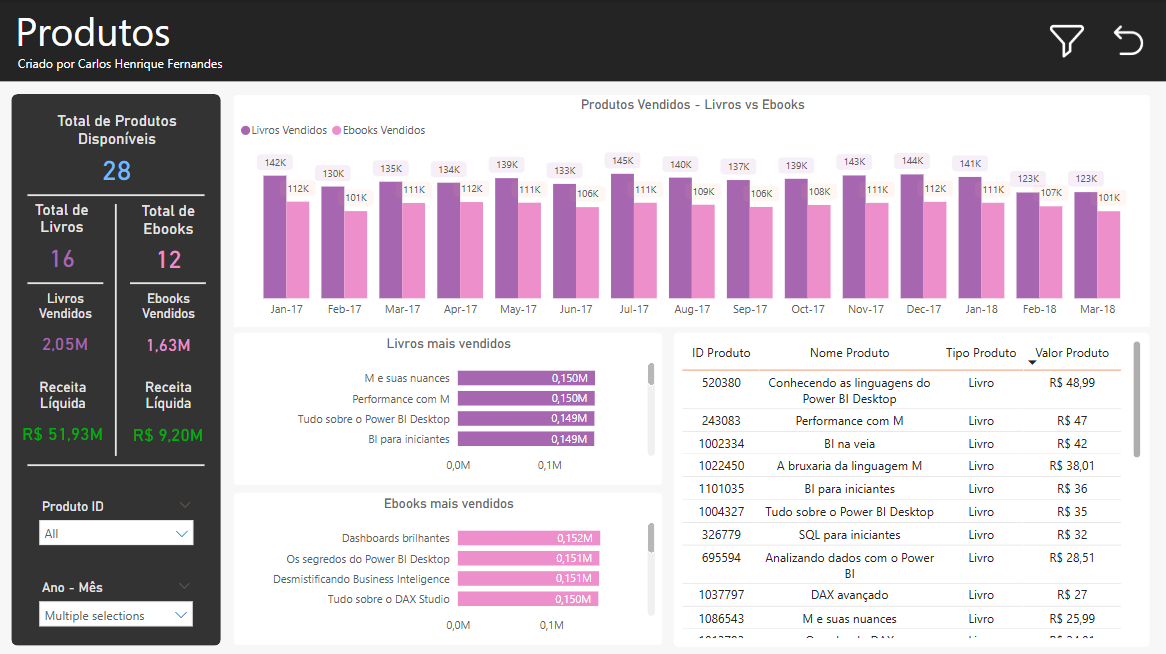 Produtos
Criado por Carlos Henrique Fernandes
Total de Produtos
Disponíveis
28
Total de
Livros
16
Total de
Ebooks
12
Livros
Vendidos
2,05M
Ebooks
Vendidos
1,63M
Receita
Líquida
R$ 51,93M
Receita
Líquida
R$ 9,20M
Produto ID
All
Ano - Mês
Multiple selections
Produtos Vendidos - Livros vs Ebooks
Livros Vendidos Ebooks Vendidos
142K 112K 130K 101K 135K 111K 134K 112K 139K 111K 133K 106K 145K 111K 140K 109K 137K 106K 139K 108K 143K 111K 144K 112K 141K 111K 123K 107K 123K 101K
Jan-17 Feb-17 Mar-17 Apr-17 May-17 Jun-17 Jul-17 Aug-17 Sep-17 Oct-17 Nov-17 Dec-17 Jan-18 Feb-18 Mar-18
Livros mais vendidos
M e suas nuances 0,150M
Performance com M 0,150M
Tudo sobre o Power BI Desktop 0,149M
BI para iniciantes 0,149M
0,0M 0,1M
Ebooks mais vendidos
Dashboards brilhantes 0,152M
Os segredos do Power BI Desktop 0,151M
Desmistificando Business Inteligence 0,151M
Tudo sobre o DAX Studio 0,150M
0,0M 0,1M
ID Produto Nome Produto Tipo Produto Valor Produto
520380 Conhecendo as linguagens do Livro R$ 48,99
Power BI Desktop
243083 Performance com M Livro R$ 47
1002334 BI na veia Livro R$ 42
1022450 A bruxaria da linguagem M Livro R$ 38,01
1101035 BI para iniciantes Livro R$ 36
1004327 Tudo sobre o Power BI Desktop Livro R$ 35
326779 SQL para iniciantes Livro R$ 32
695594 Analizando dados com o Power Livro R$ 28,51
BI
1037797 DAX avançado Livro R$ 27
1086543 M e suas nuances Livro R$ 25,99